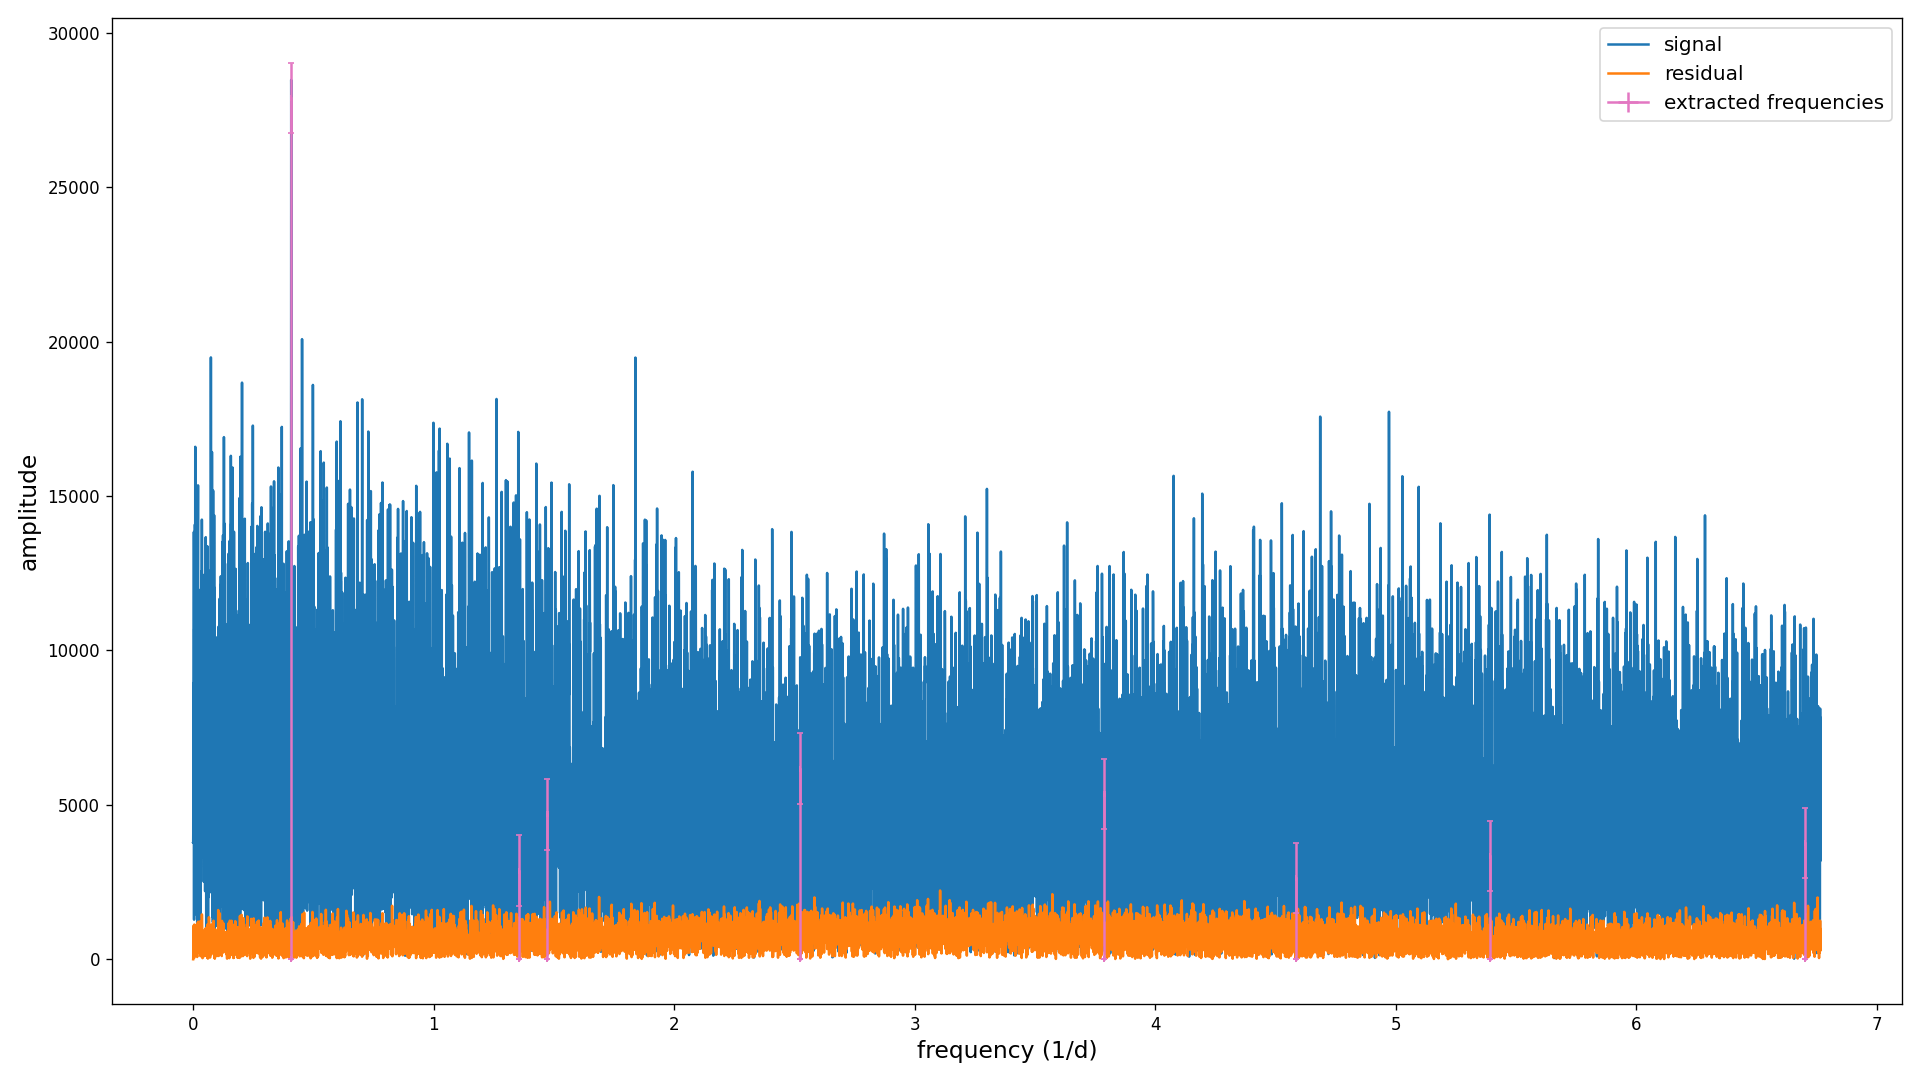 30000
25000
20000
15000
10000
5000
0
amplitude
signal
residual
extracted frequencies
0 1 2 3 4 5 6 7
frequency (1/d)